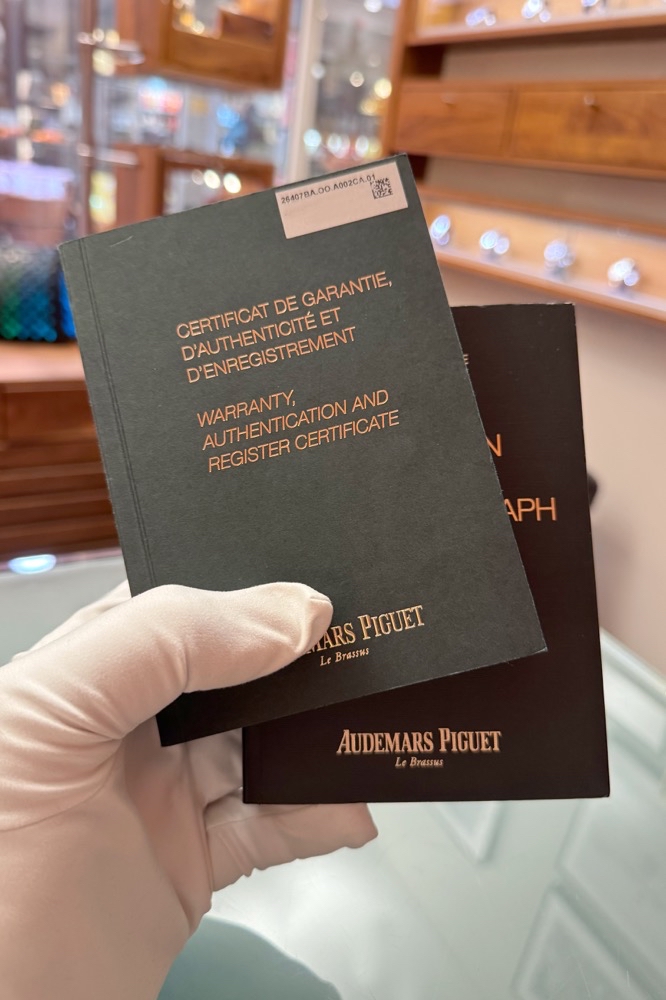 26407BA.OO.A002CA.01
CERTIFICAT DE GARANTIE,
D'AUTHENTICITÉ ET
D'ENREGISTREMENT
WARRANTY,
AUTHENTICATION AND
REGISTER CERTIFICATE
MARS PIGUET
Le Brassus
N
APH
AUDEMARS PIGUET
Le Brassus